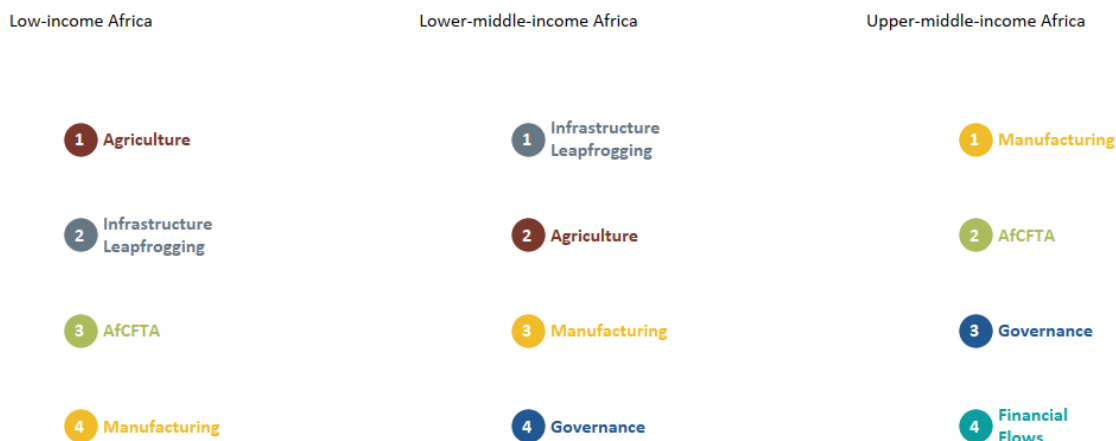 Low-income Africa
Lower-middle-income Africa
Upper-middle-income Africa
1 Agriculture
1 Infrastructure
Leapfrogging
1 Manufacturing
2 Infrastructure
Leapfrogging
2 Agriculture
2 AfCFTA
3 AfCFTA
3 Manufacturing
3 Governance
4 Manufacturing
4 Governance
4 Financial
Flows